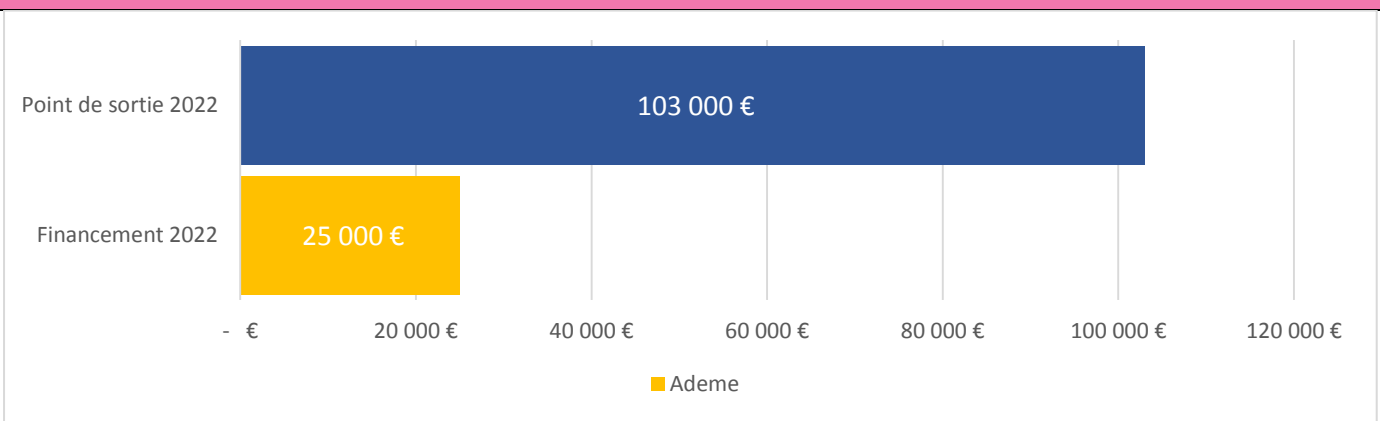 Point de sortie 2022
103 000 €
Financement 2022
25 000 €
- €
20 000 €
40 000 €
60 000 €
80 000 €
100 000 €
120 000 €
Ademe